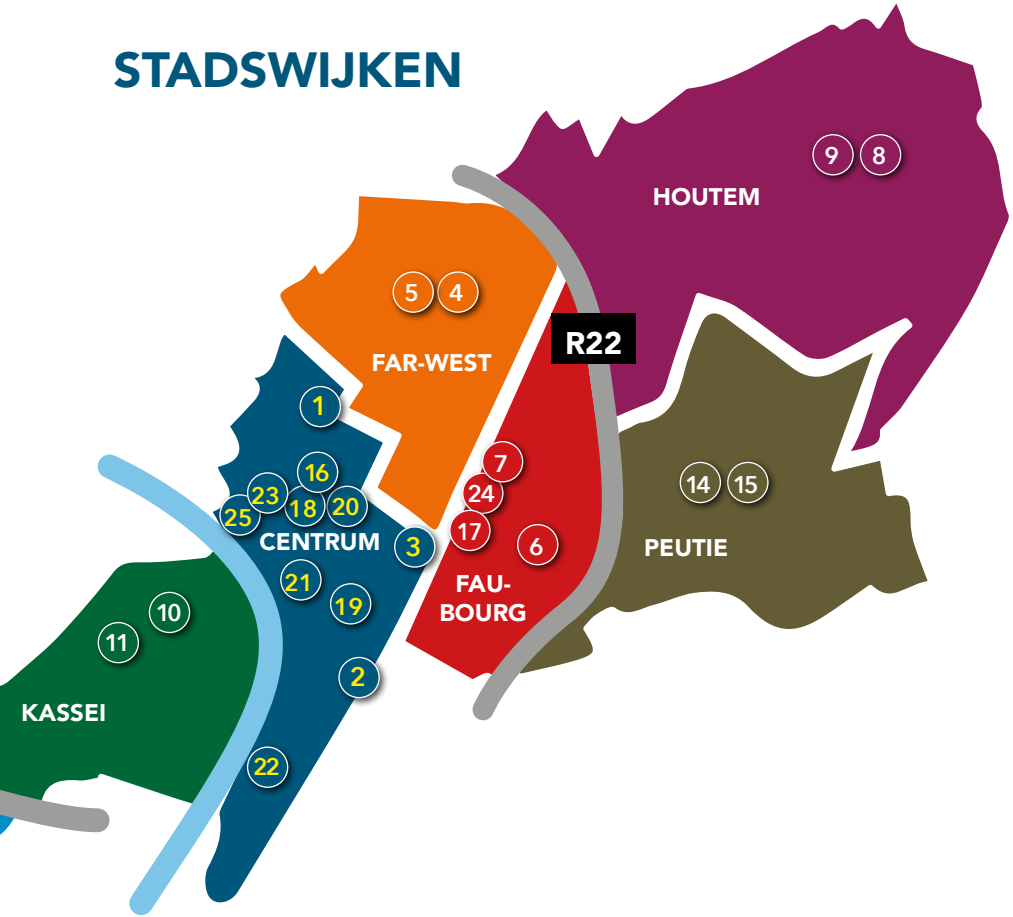 STADSWIJKEN
9 8
HOUTEM
5 4
R22
FAR-WEST
1
7
16
24
14 15
23
18
20
25
17
CENTRUM
3
6
PEUTIE
21
FAU-
BOURG
19
10
11
2
KASSEI
22